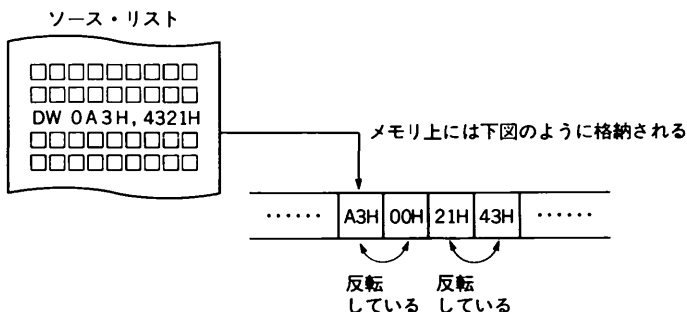 ソース・リスト
DW 0A3H, 4321H
メモリ上には下図のように格納される
…… A3H 00H 21H 43H ……
反転 反転
している している